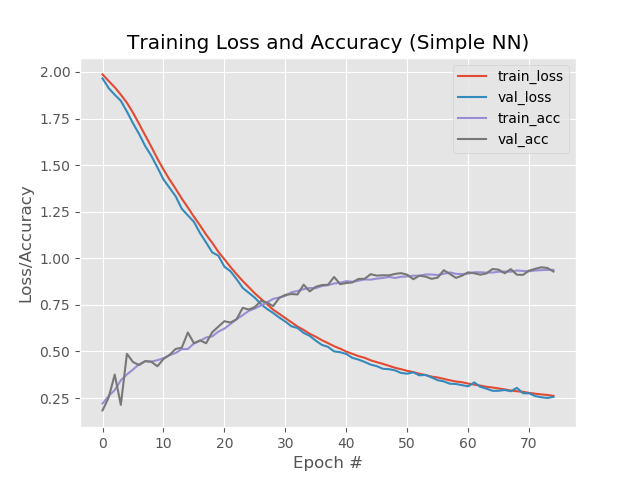 Training Loss and Accuracy (Simple NN)
2.00
1.75
1.50
1.25
1.00
0.75
0.50
0.25
Loss/Accuracy
train_loss
val_loss
train_acc
val_acc
0 10 20 30 40 50 60 70
Epoch #